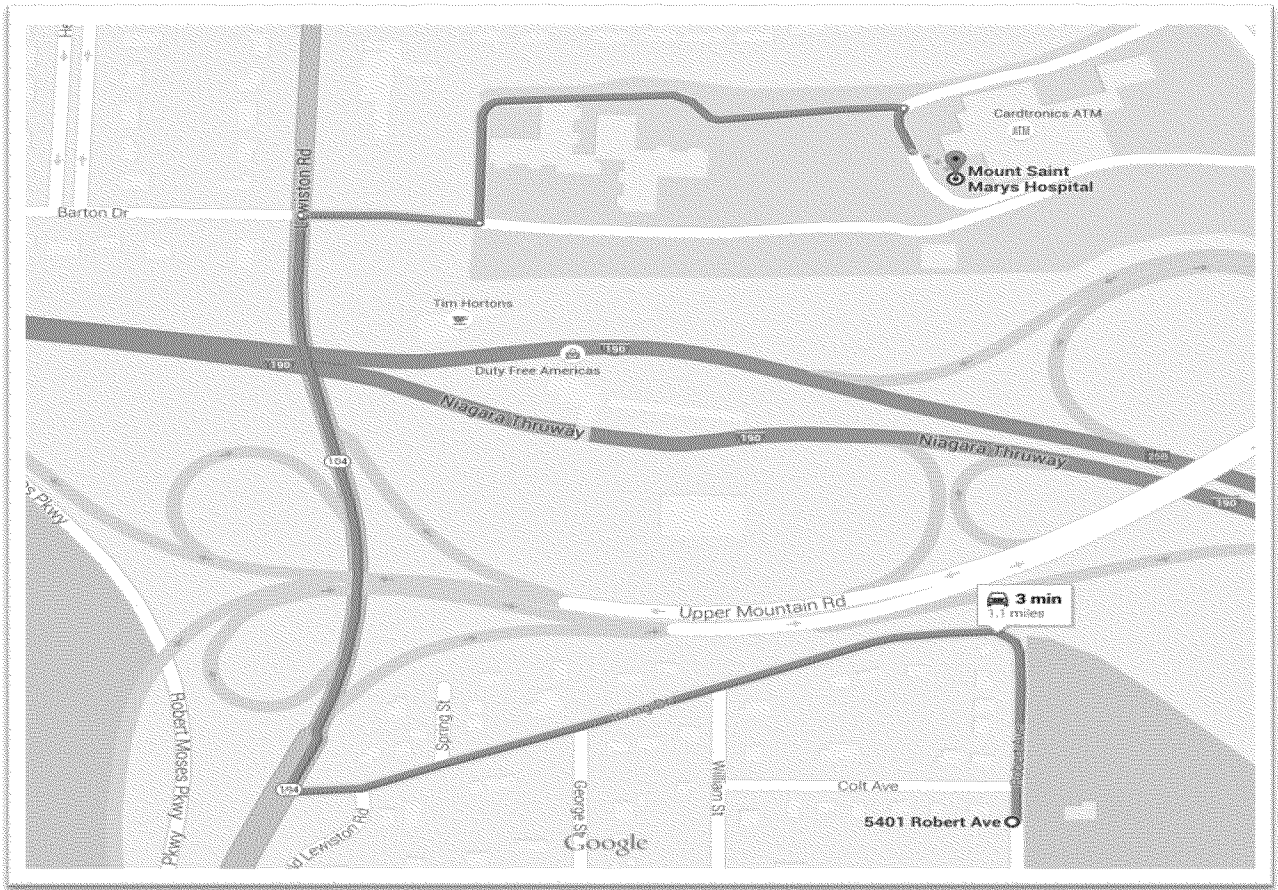 Lewiston Rd
Cardtronics ATM
ATM
Mount Saint
Marys Hospital
Barton Dr
Tim Hortons
190
190
Duty Free Americas
Niagara Thruway
190
Niagara Thruway
104
190
s Pkwy
3 min
1.1 miles
Upper Mountain Rd
Robert Moses Pkwy
Pkwy
Spring St
William St
George St
104
Colt Ave
Robert Ave
5401 Robert Ave
d Lewiston Rd
Google